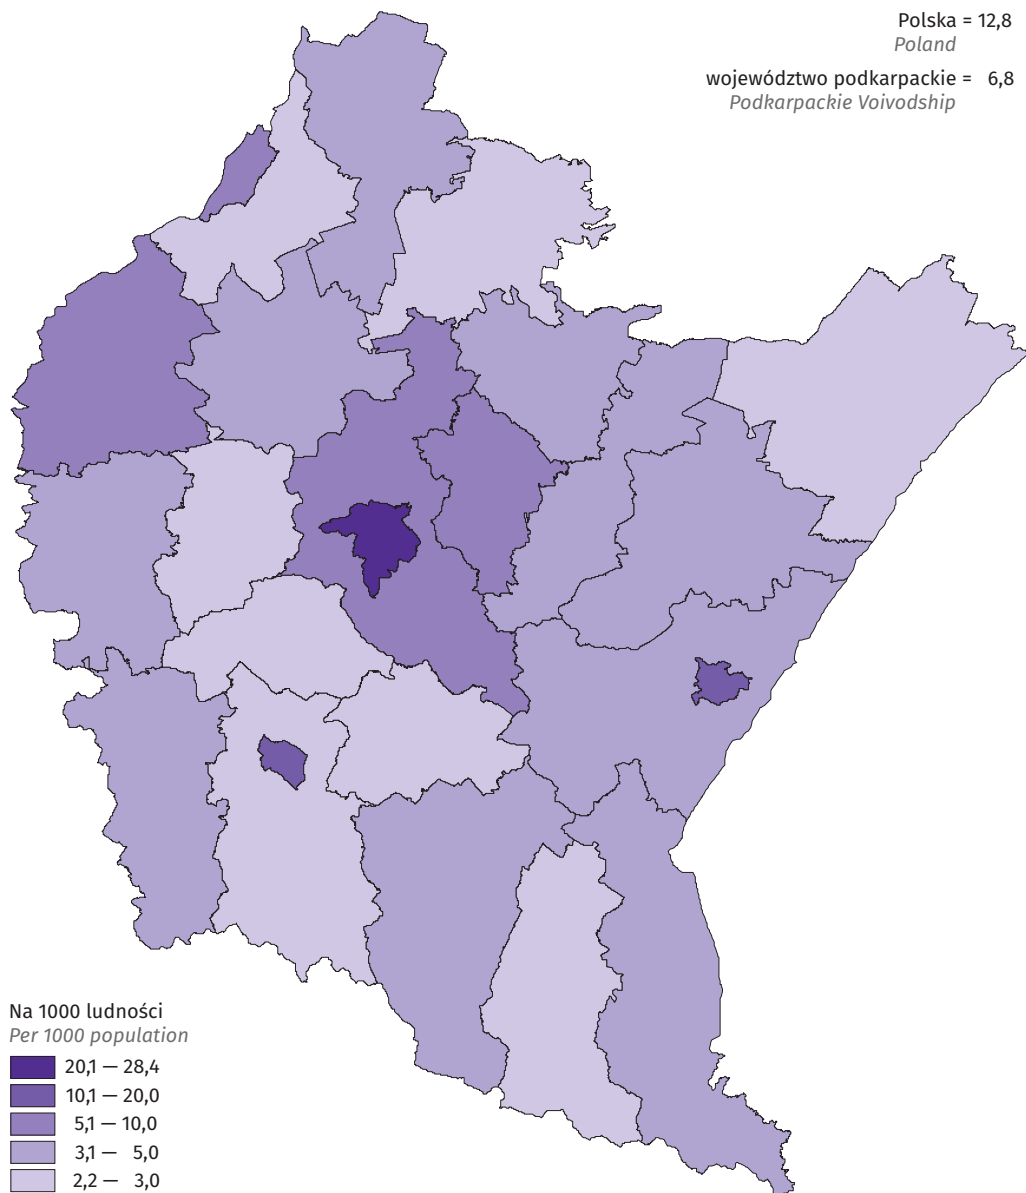 Polska = 12,8
Poland
województwo podkarpackie = 6,8
Podkarpackie Voivodship
Na 1000 ludności
Per 1000 population
20,1 — 28,4
10,1 — 20,0
5,1 — 10,0
3,1 — 5,0
2,2 — 3,0